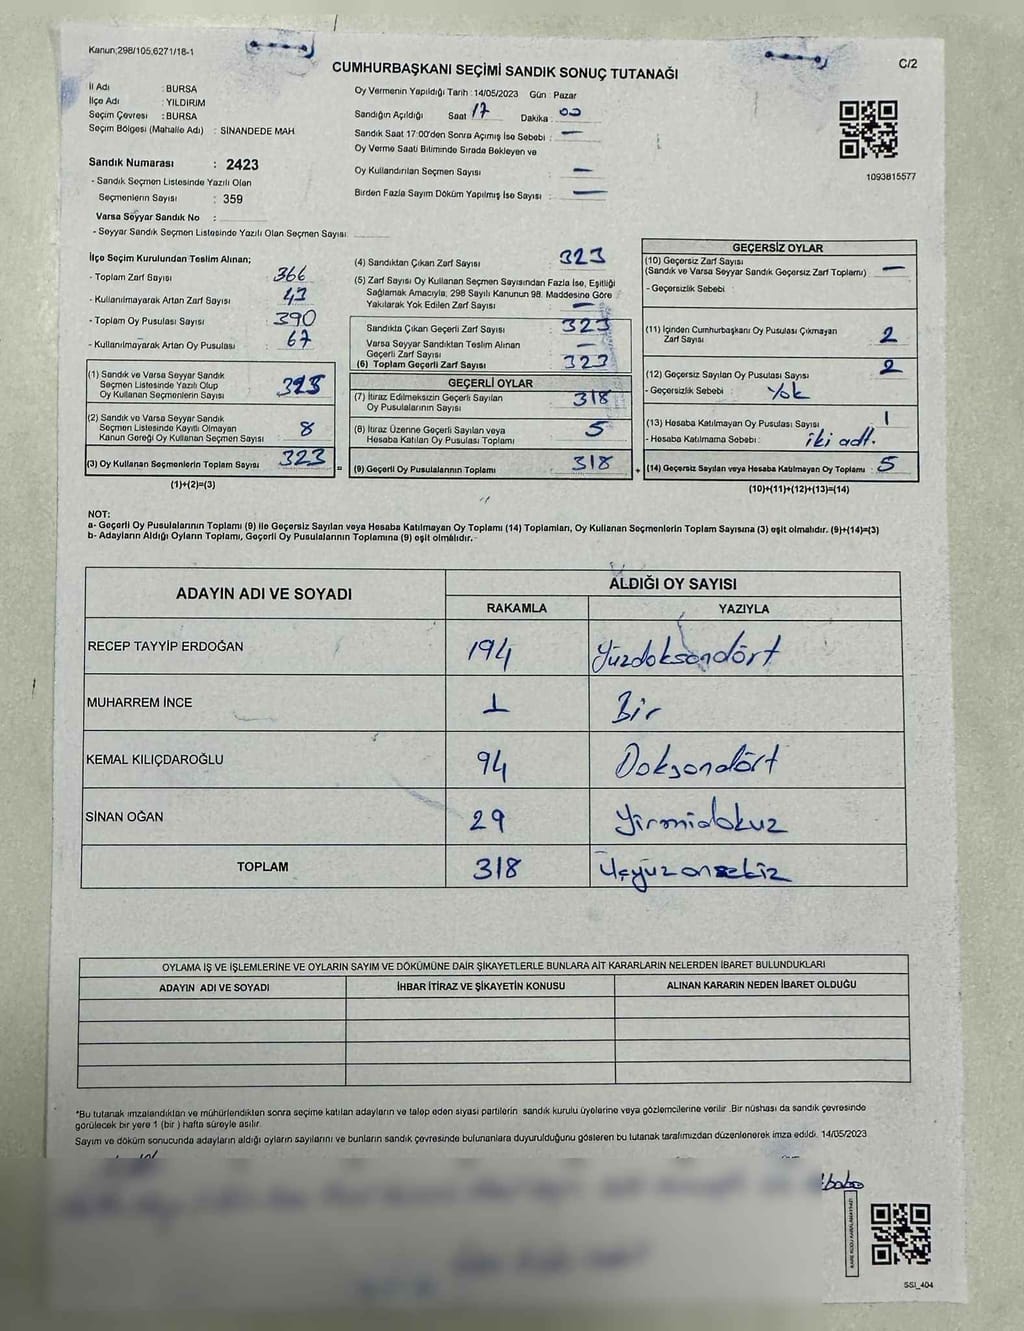 Kanun;298/105,6271/18-1
C/2
CUMHURBAŞKANI SEÇİMİ SANDIK SONUÇ TUTANAĞI
İl Adı : BURSA
İlçe Adı : YILDIRIM
Seçim Çevresi : BURSA
Seçim Bölgesi (Mahalle Adı) : SİNANDEDE MAH
Sandık Numarası : 2423
- Sandık Seçmen Listesinde Yazılı Olan
Seçmenlerin Sayısı : 359
Varsa Seyyar Sandık No :
- Seyyar Sandık Seçmen Listesinde Yazılı Olan Seçmen Sayısı:
Oy Vermenin Yapıldığı Tarih : 14/05/2023 Gün : Pazar
Sandığın Açıldığı Saat 17 Dakika : 00
Sandık Saat 17:00'den Sonra Açımış İse Sebebi : —
Oy Verme Saati Bitiminde Sırada Bekleyen ve
Oy Kullandırılan Seçmen Sayısı —
Birden Fazla Sayım Döküm Yapılmış İse Sayısı : —
1093815577
İlçe Seçim Kurulundan Teslim Alınan;
- Toplam Zarf Sayısı : 366
- Kullanılmayarak Artan Zarf Sayısı : 43
- Toplam Oy Pusulası Sayısı : 390
- Kullanılmayarak Artan Oy Pusulası : 67
(1) Sandık ve Varsa Seyyar Sandık
Seçmen Listesinde Yazılı Olup
Oy Kullanan Seçmenlerin Sayısı :
(2) Sandık ve Varsa Seyyar Sandık
Seçmen Listesinde Kayıtlı Olmayan
Kanun Gereği Oy Kullanan Seçmen Sayısı 8
(3) Oy Kullanan Seçmenlerin Toplam Sayısı 323
(1)+(2)=(3)
=
(4) Sandıktan Çıkan Zarf Sayısı 323
(5) Zarf Sayısı Oy Kullanan Seçmen Sayısından Fazla İse, Eşitliği
Sağlamak Amacıyla, 298 Sayılı Kanunun 98. Maddesine Göre
Yakılarak Yok Edilen Zarf Sayısı : —
Sandıkta Çıkan Geçerli Zarf Sayısı 323
Varsa Seyyar Sandıktan Teslim Alınan
Geçerli Zarf Sayısı —
(6) Toplam Geçerli Zarf Sayısı 323
GEÇERLİ OYLAR
(7) İtiraz Edilmeksizin Geçerli Sayılan
Oy Pusulalarının Sayısı 318
(8) İtiraz Üzerine Geçerli Sayılan veya
Hesaba Katılan Oy Pusulası Toplamı 5
(9) Geçerli Oy Pusulalarının Toplamı 318
+
GEÇERSİZ OYLAR
(10) Geçersiz Zarf Sayısı
(Sandık ve Varsa Seyyar Sandık Geçersiz Zarf Toplamı) —
- Geçersizlik Sebebi :
(11) İçinden Cumhurbaşkanı Oy Pusulası Çıkmayan
Zarf Sayısı 2
(12) Geçersiz Sayılan Oy Pusulası Sayısı 2
- Geçersizlik Sebebi : Yok
(13) Hesaba Katılmayan Oy Pusulası Sayısı 1
- Hesaba Katılmama Sebebi : iki adt.
(14) Geçersiz Sayılan veya Hesaba Katılmayan Oy Toplamı : 5
(10)+(11)+(12)+(13)=(14)
NOT:
a- Geçerli Oy Pusulalarının Toplamı (9) ile Geçersiz Sayılan veya Hesaba Katılmayan Oy Toplamı (14) Toplamları, Oy Kullanan Seçmenlerin Toplam Sayısına (3) eşit olmalıdır. (9)+(14)=(3)
b- Adayların Aldığı Oyların Toplamı, Geçerli Oy Pusulalarının Toplamına (9) eşit olmalıdır.
ADAYIN ADI VE SOYADI ALDIĞI OY SAYISI
RAKAMLA YAZIYLA
RECEP TAYYİP ERDOĞAN 194 Yüzdoksandört
MUHARREM İNCE 1 Bir
KEMAL KILIÇDAROĞLU 94 Doksandört
SİNAN OĞAN 29 Yirmidokuz
TOPLAM 318 Üçyüzonsekiz
OYLAMA İŞ VE İŞLEMLERİNE VE OYLARIN SAYIM VE DÖKÜMÜNE DAİR ŞİKAYETLERLE BUNLARA AİT KARARLARIN NELERDEN İBARET BULUNDUKLARI
ADAYIN ADI VE SOYADI İHBAR İTİRAZ VE ŞİKAYETİN KONUSU ALINAN KARARIN NEDEN İBARET OLDUĞU
*Bu tutanak imzalandıktan ve mühürlendikten sonra seçime katılan adayların ve talep eden siyasi partilerin sandık kurulu üyelerine veya gözlemcilerine verilir .Bir nüshası da sandık çevresinde
görülecek bir yere 1 (bir ) hafta süreyle asılır.
Sayım ve döküm sonucunda adayların aldığı oyların sayılarını ve bunların sandık çevresinde bulunanlara duyurulduğunu gösteren bu tutanak tarafımızdan düzenlenerek imza edildi. 14/05/2023
SSI_404